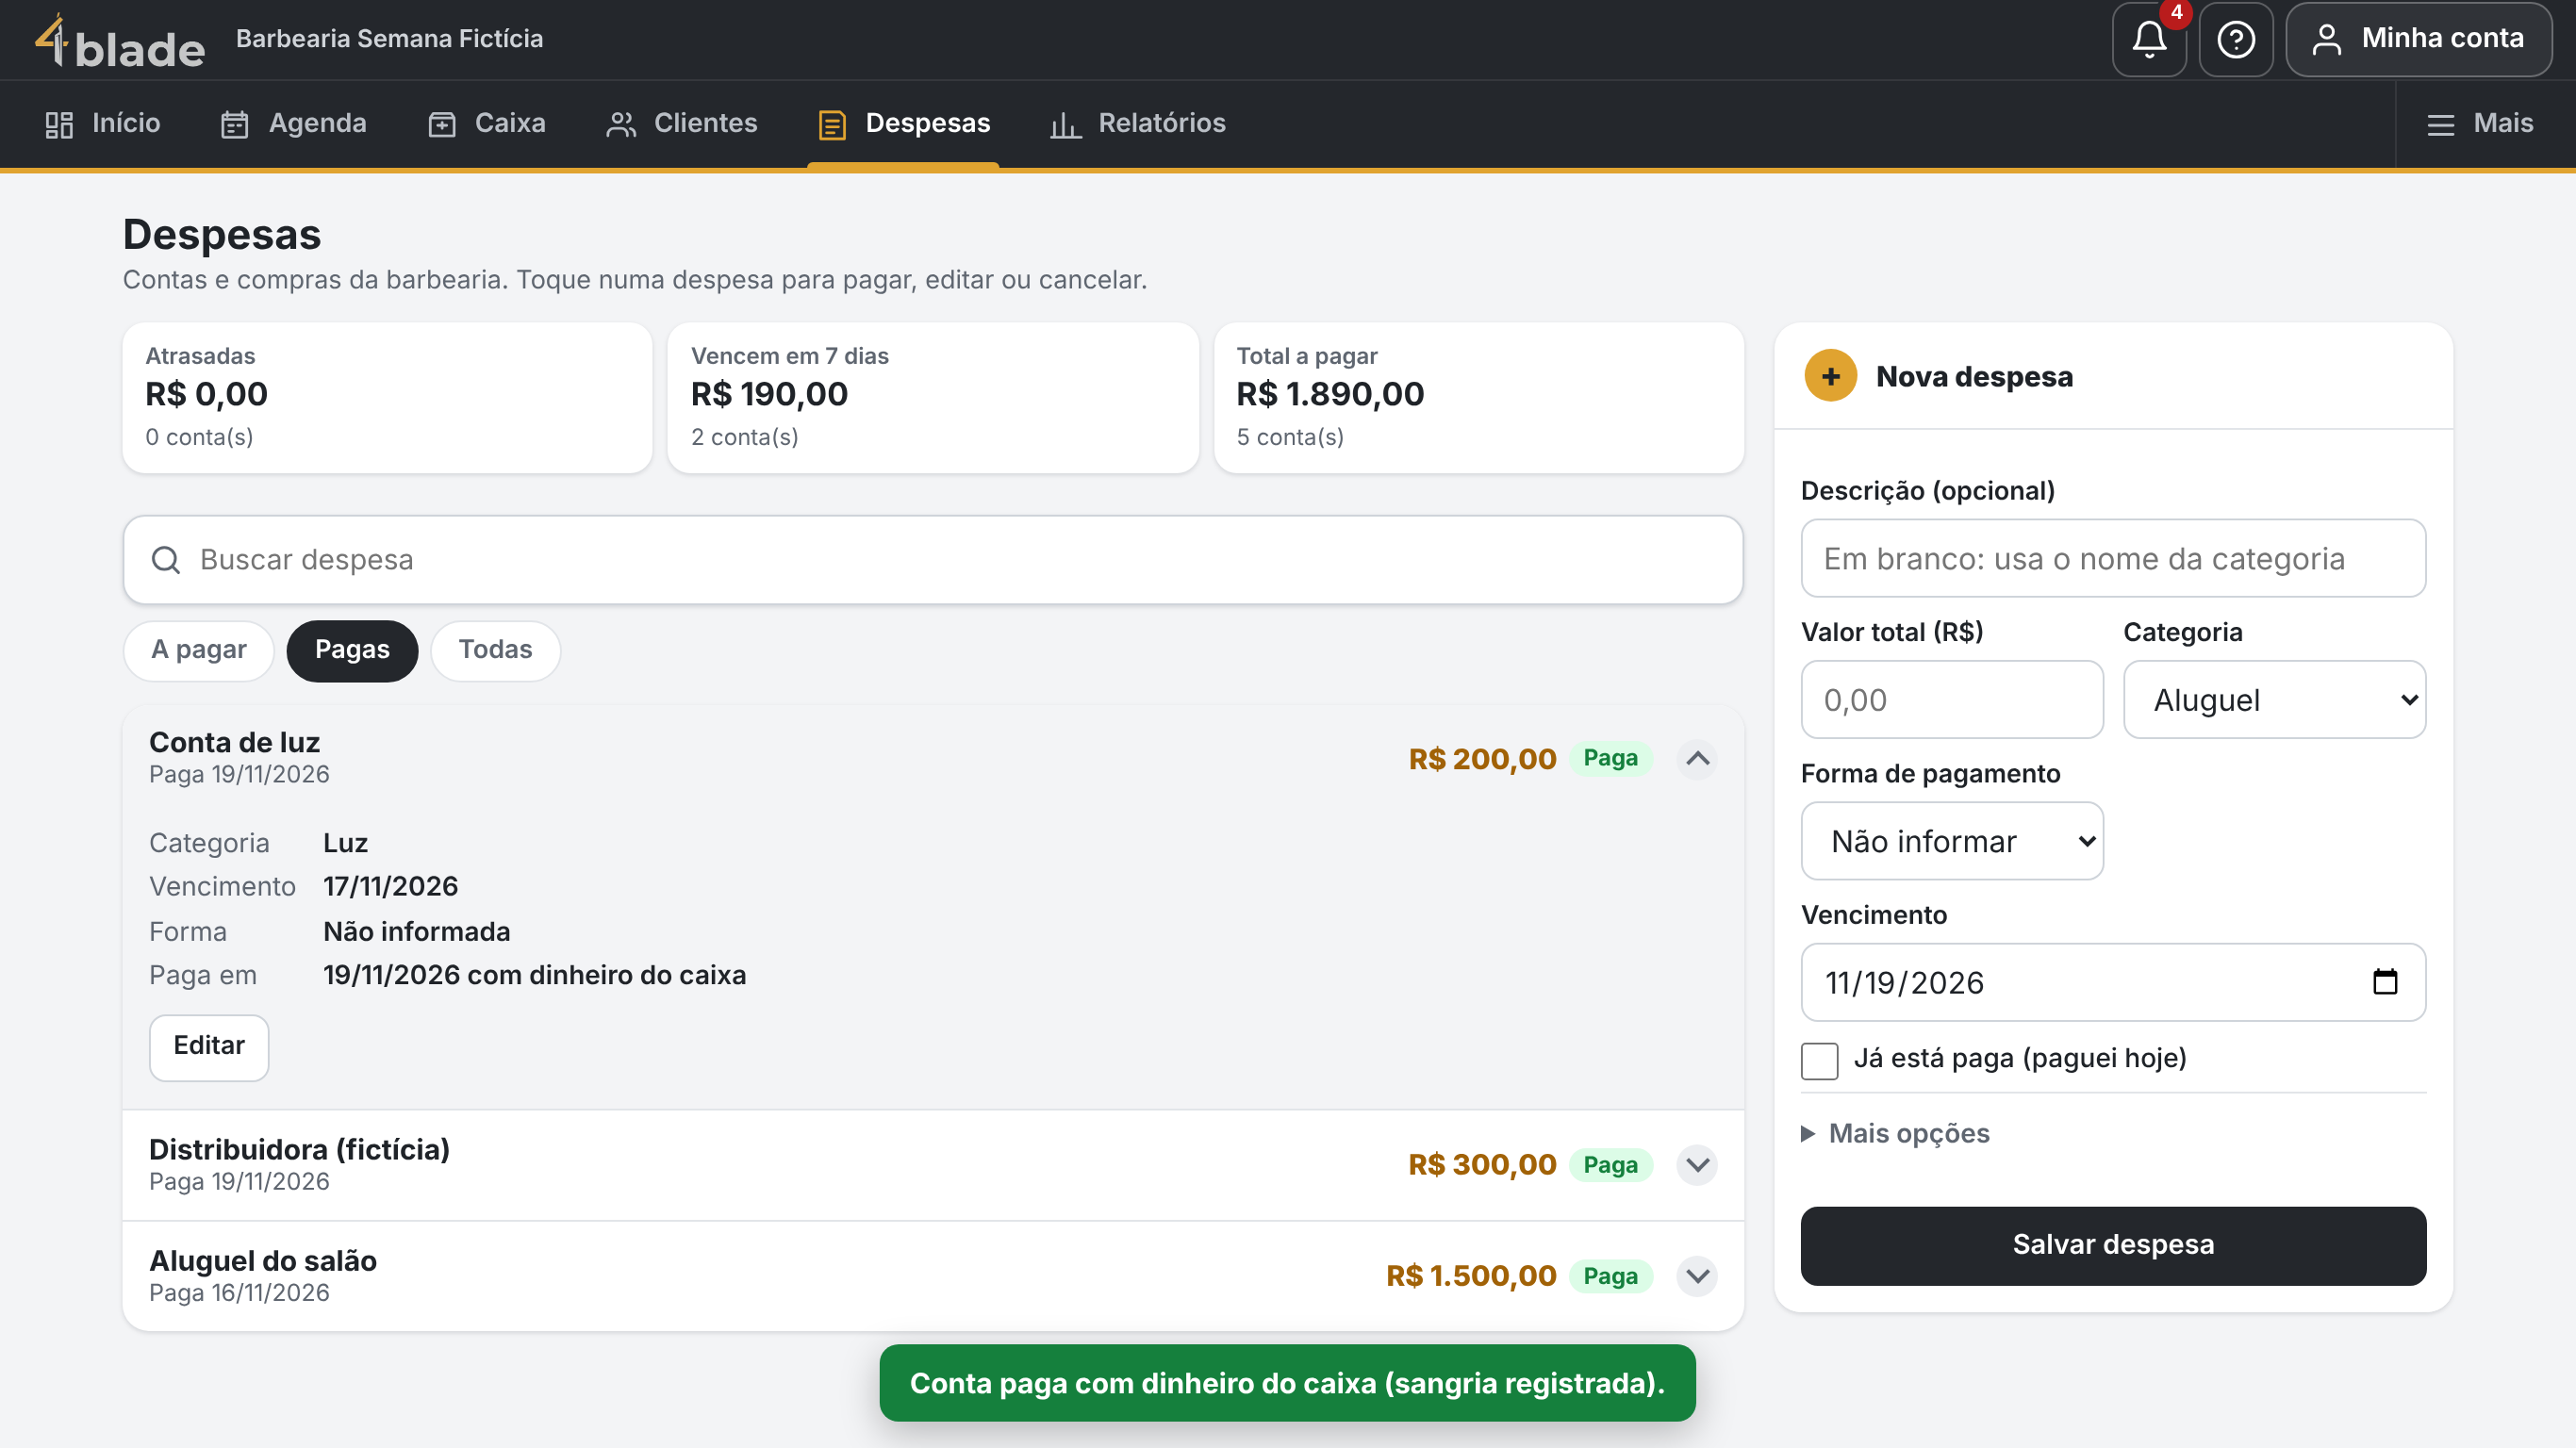 4blade
Barbearia Semana Fictícia
4
Minha conta
Início
Agenda
Caixa
Clientes
Despesas
Relatórios
Mais
Despesas
Contas e compras da barbearia. Toque numa despesa para pagar, editar ou cancelar.
Atrasadas
R$ 0,00
0 conta(s)
Vencem em 7 dias
R$ 190,00
2 conta(s)
Total a pagar
R$ 1.890,00
5 conta(s)
Buscar despesa
A pagar
Pagas
Todas
Conta de luz
Paga 19/11/2026
R$ 200,00
Paga
Categoria Luz
Vencimento 17/11/2026
Forma Não informada
Paga em 19/11/2026 com dinheiro do caixa
Editar
Distribuidora (fictícia)
Paga 19/11/2026
R$ 300,00
Paga
Aluguel do salão
Paga 16/11/2026
R$ 1.500,00
Paga
+ Nova despesa
Descrição (opcional)
Em branco: usa o nome da categoria
Valor total (R$)
0,00
Categoria
Aluguel
Forma de pagamento
Não informar
Vencimento
11/19/2026
Já está paga (paguei hoje)
Mais opções
Salvar despesa
Conta paga com dinheiro do caixa (sangria registrada).